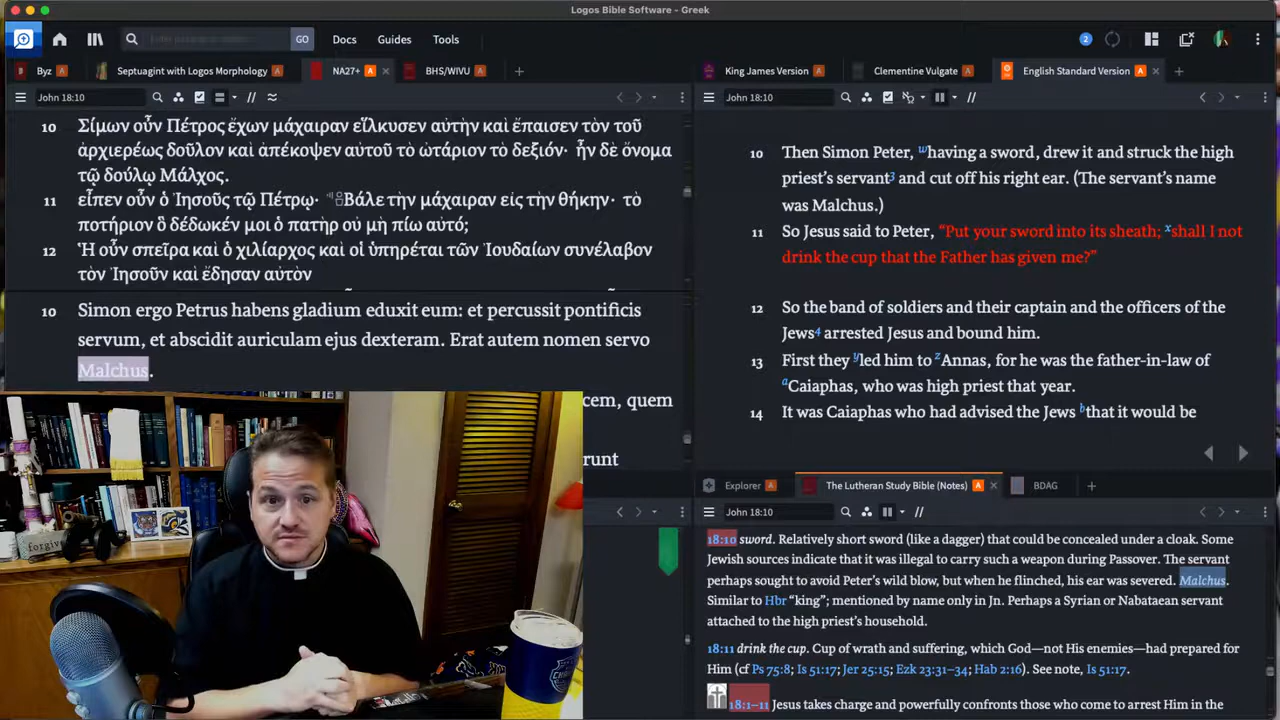 Logos Bible Software - Greek
GO
Docs
Guides
Tools
2
Byz A
Septuagint with Logos Morphology A
NA27+ A
BHS/WIVU A
John 18:10
10 Σίμων οὖν Πέτρος ἔχων μάχαιραν εἵλκυσεν αὐτὴν καὶ ἔπαισεν τὸν τοῦ
ἀρχιερέως δοῦλον καὶ ἀπέκοψεν αὐτοῦ τὸ ὠτάριον τὸ δεξιόν· ἦν δὲ ὄνομα
τῷ δούλῳ Μάλχος.
11 εἶπεν οὖν ὁ Ἰησοῦς τῷ Πέτρῳ· Βάλε τὴν μάχαιραν εἰς τὴν θήκην· τὸ
ποτήριον ὃ δέδωκέν μοι ὁ πατὴρ οὐ μὴ πίω αὐτό;
12 Ἡ οὖν σπεῖρα καὶ ὁ χιλίαρχος καὶ οἱ ὑπηρέται τῶν Ἰουδαίων συνέλαβον
τὸν Ἰησοῦν καὶ ἔδησαν αὐτὸν
10 Simon ergo Petrus habens gladium eduxit eum: et percussit pontificis
servum, et abscidit auriculam ejus dexteram. Erat autem nomen servo
Malchus.
cem, quem
runt
forgive
King James Version A
Clementine Vulgate A
English Standard Version A
John 18:10
10 Then Simon Peter, w having a sword, drew it and struck the high
priest’s servant3 and cut off his right ear. (The servant’s name
was Malchus.)
11 So Jesus said to Peter, “Put your sword into its sheath; x shall I not
drink the cup that the Father has given me?”
12 So the band of soldiers and their captain and the officers of the
Jews4 arrested Jesus and bound him.
13 First they y led him to z Annas, for he was the father-in-law of
a Caiaphas, who was high priest that year.
14 It was Caiaphas who had advised the Jews b that it would be
Explorer A
The Lutheran Study Bible (Notes) A
BDAG
John 18:10
18:10 sword. Relatively short sword (like a dagger) that could be concealed under a cloak. Some
Jewish sources indicate that it was illegal to carry such a weapon during Passover. The servant
perhaps sought to avoid Peter’s wild blow, but when he flinched, his ear was severed. Malchus.
Similar to Hbr “king”; mentioned by name only in Jn. Perhaps a Syrian or Nabataean servant
attached to the high priest’s household.
18:11 drink the cup. Cup of wrath and suffering, which God—not His enemies—had prepared for
Him (cf Ps 75:8; Is 51:17; Jer 25:15; Ezk 23:31–34; Hab 2:16). See note, Is 51:17.
18:1–11 Jesus takes charge and powerfully confronts those who come to arrest Him in the